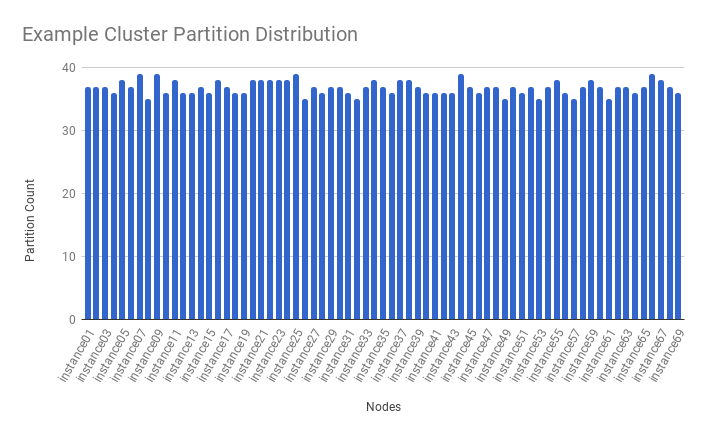 Example Cluster Partition Distribution
40
30
20
10
0
Partition Count
instance01
instance03
instance05
instance07
instance09
instance11
instance13
instance15
instance17
instance19
instance21
instance23
instance25
instance27
instance29
instance31
instance33
instance35
instance37
instance39
instance41
instance43
instance45
instance47
instance49
instance51
instance53
instance55
instance57
instance59
instance61
instance63
instance65
instance67
instance69
Nodes